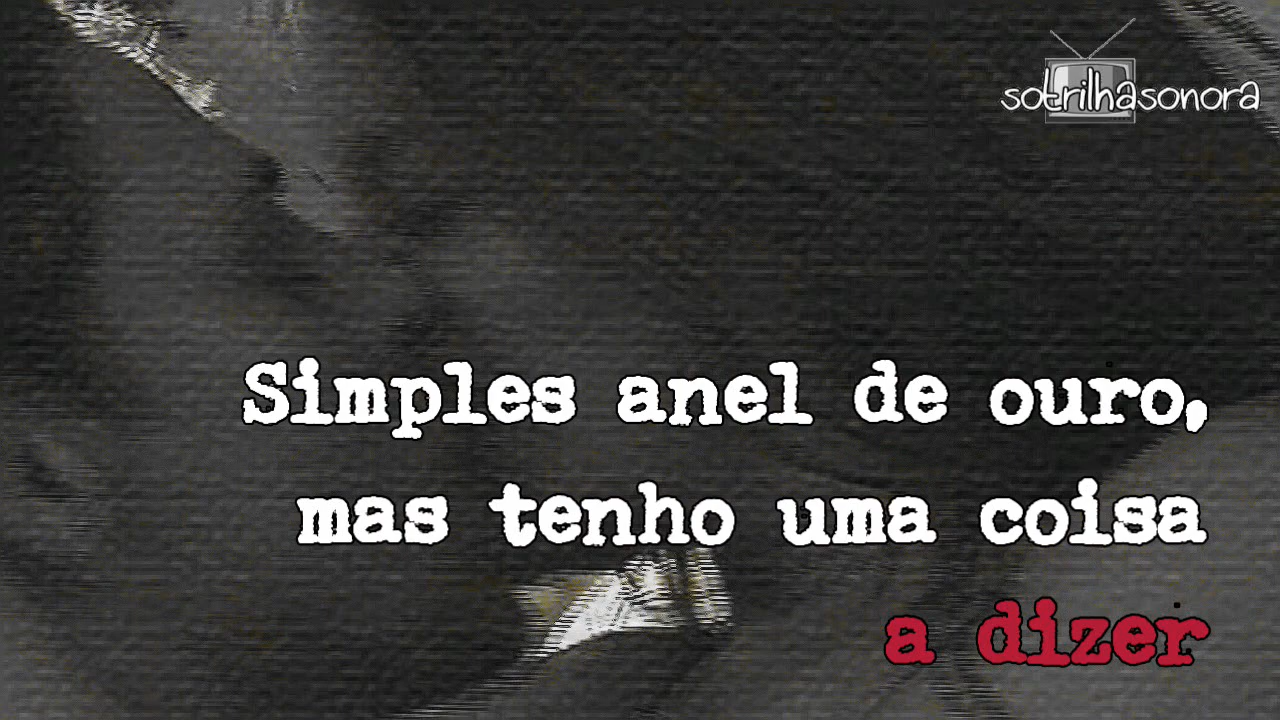 sotrilhasonora
Simples anel de ouro,
mas tenho uma coisa
a dizer